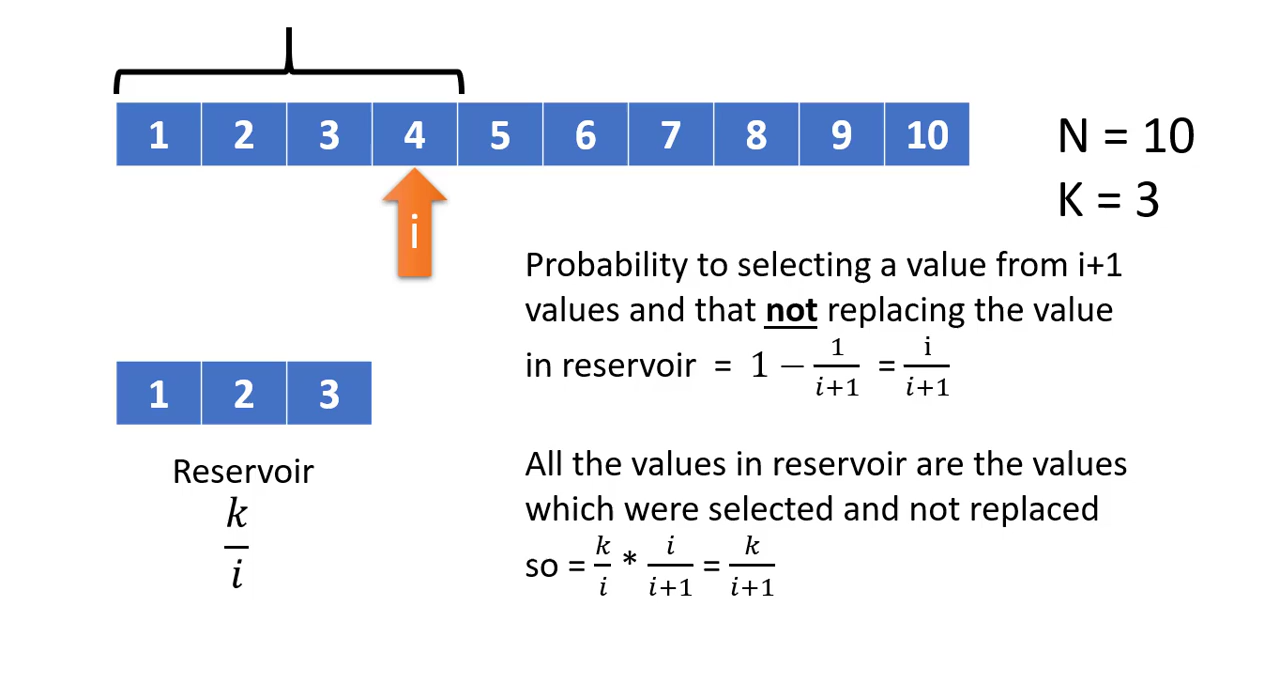 1 2 3 4 5 6 7 8 9 10
N = 10
K = 3
i
Probability to selecting a value from i+1
values and that not replacing the value
in reservoir = 1 − 1/(i+1) = i/(i+1)
1 2 3
Reservoir
k/i
All the values in reservoir are the values
which were selected and not replaced
so = k/i * i/(i+1) = k/(i+1)